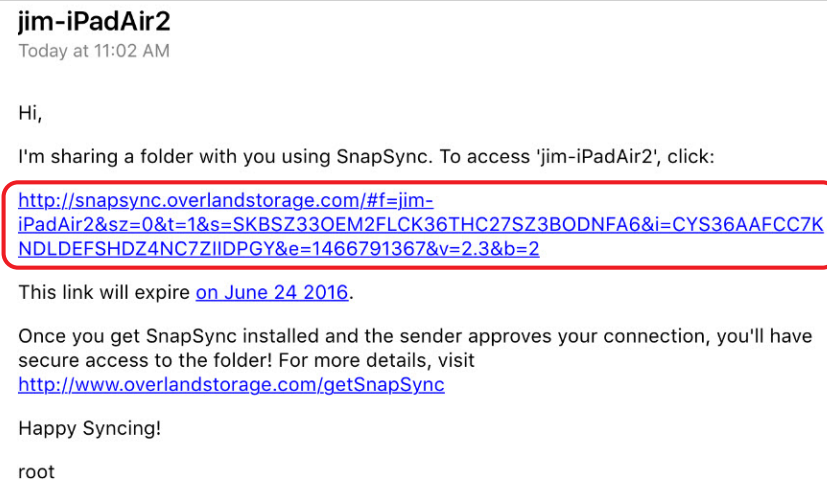 jim-iPadAir2
Today at 11:02 AM
Hi,
I'm sharing a folder with you using SnapSync. To access 'jim-iPadAir2', click:
http://snapsync.overlandstorage.com/#f=jim-
iPadAir2&sz=0&t=1&s=SKBSZ33OEM2FLCK36THC27SZ3BODNFA6&i=CYS36AAFCC7K
NDLDEFSHDZ4NC7ZIIDPGY&e=1466791367&v=2.3&b=2
This link will expire on June 24 2016.
Once you get SnapSync installed and the sender approves your connection, you'll have
secure access to the folder! For more details, visit
http://www.overlandstorage.com/getSnapSync
Happy Syncing!
root